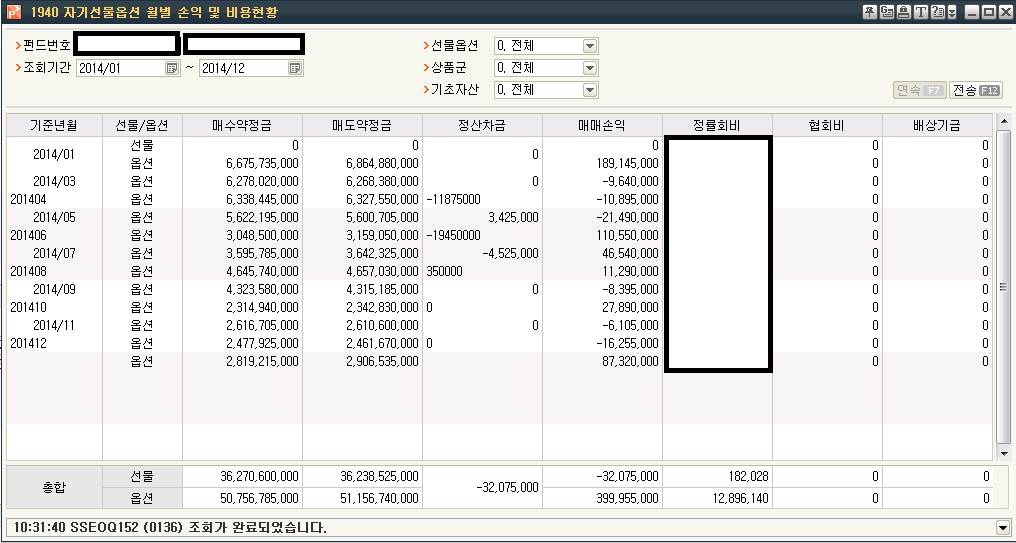 1940 자기선물옵션 월별 손익 및 비용현황
펀드번호 선물옵션 0. 전체
조회기간 2014/01 ~ 2014/12 상품군 0. 전체
기초자산 0. 전체 연속 F7 전송 F12
기준년월 선물/옵션 매수약정금 매도약정금 정산차금 매매손익 정률회비 협회비 배상기금
2014/01 선물 0 0 0 0 0 0
옵션 6,675,735,000 6,864,880,000 189,145,000 0 0
2014/03 옵션 6,278,020,000 6,268,380,000 0 -9,640,000 0 0
201404 옵션 6,338,445,000 6,327,550,000 -11875000 -10,895,000 0 0
2014/05 옵션 5,622,195,000 5,600,705,000 3,425,000 -21,490,000 0 0
201406 옵션 3,048,500,000 3,159,050,000 -19450000 110,550,000 0 0
2014/07 옵션 3,595,785,000 3,642,325,000 -4,525,000 46,540,000 0 0
201408 옵션 4,645,740,000 4,657,030,000 350000 11,290,000 0 0
2014/09 옵션 4,323,580,000 4,315,185,000 0 -8,395,000 0 0
201410 옵션 2,314,940,000 2,342,830,000 0 27,890,000 0 0
2014/11 옵션 2,616,705,000 2,610,600,000 0 -6,105,000 0 0
201412 옵션 2,477,925,000 2,461,670,000 0 -16,255,000 0 0
옵션 2,819,215,000 2,906,535,000 87,320,000 0 0
총합 선물 36,270,600,000 36,238,525,000 -32,075,000 -32,075,000 182,028 0 0
옵션 50,756,785,000 51,156,740,000 399,955,000 12,896,140 0 0
10:31:40 SSEOQ152 (0136) 조회가 완료되었습니다.